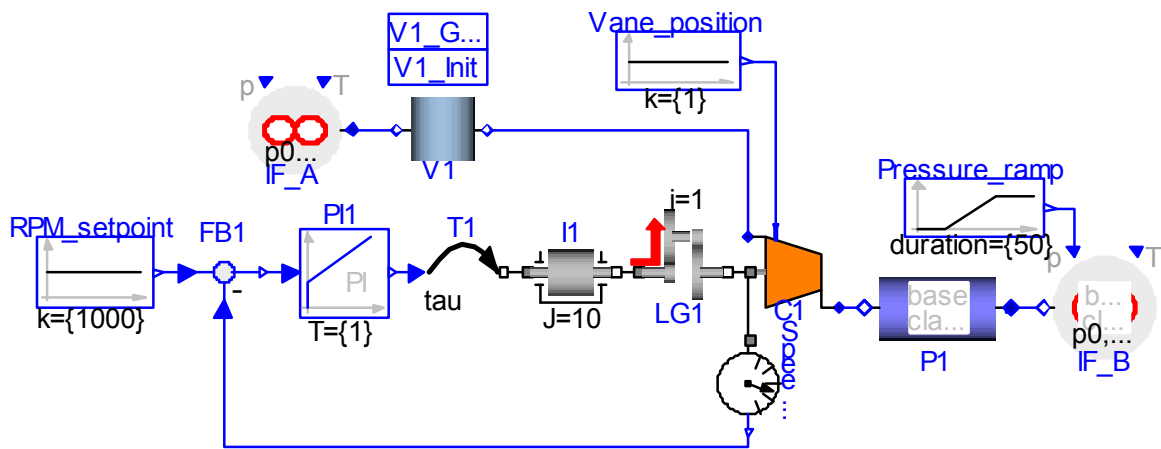 V1_G...
V1_Init
Vane_position
k={1}
p
T
p0...
IF_A
V1
Pressure_ramp
duration={50}
RPM_setpoint
k={1000}
FB1
-
PI1
PI
T={1}
T1
tau
I1
J=10
i=1
LG1
C1
Spee...
base
cla...
P1
p
T
b...
cl...
p0,...
IF_B